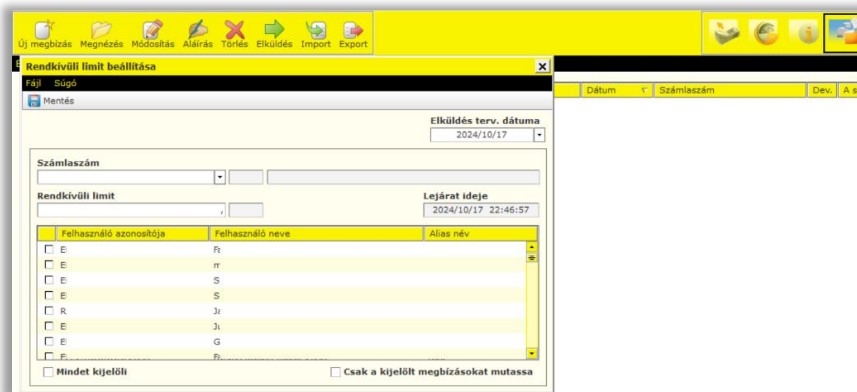 Új megbízás Megnézés Módosítás Aláírás Törlés Elküldés Import Export
Rendkívüli limit beállítása
Fájl Súgó
Dátum Számlaszám Dev. A s
Mentés
Elküldés terv. dátuma
2024/10/17
Számlaszám
Rendkívüli limit Lejárat ideje
, 2024/10/17 22:46:57
Felhasználó azonosítója Felhasználó neve Alias név
E
E
E S
E S
R Ja
E
E G
Mindet kijelöli Csak a kijelölt megbízásokat mutassa